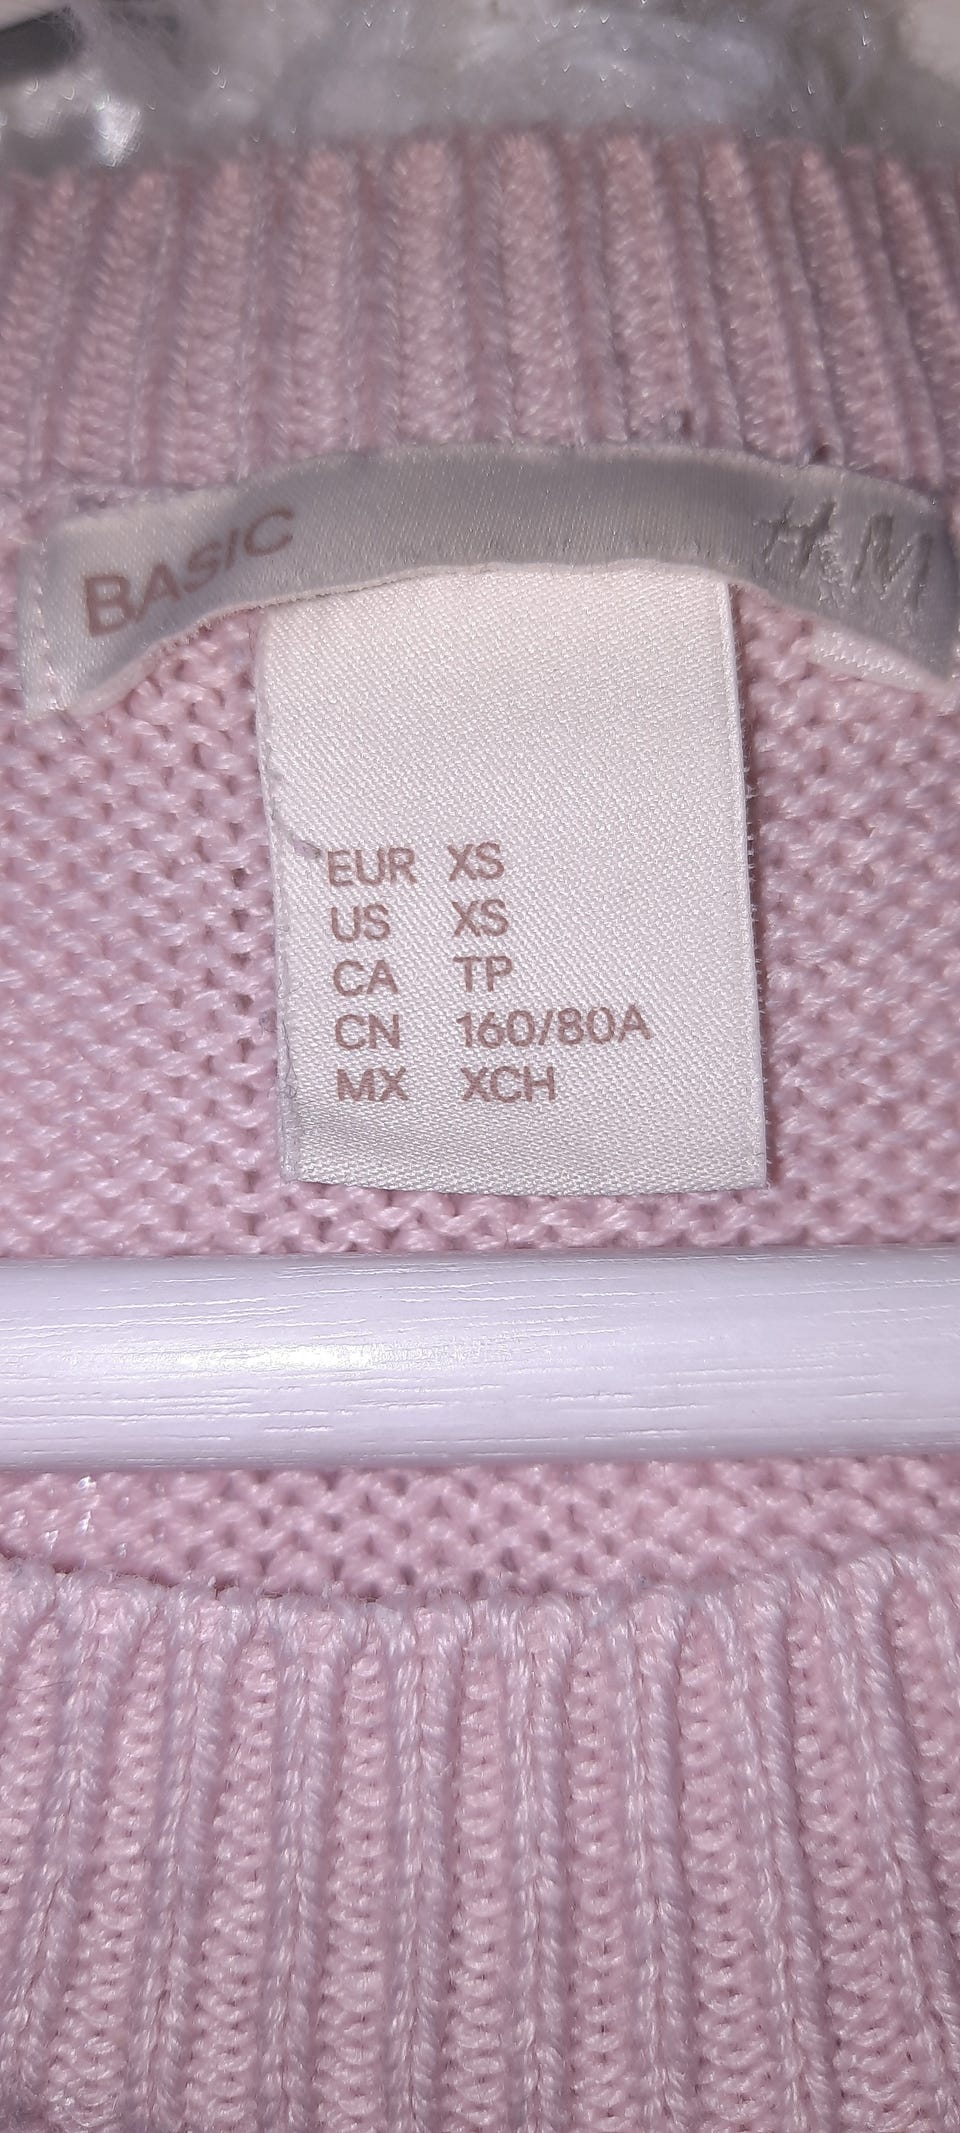 BASIC H&M
EUR XS
US XS
CA TP
CN 160/80A
MX XCH